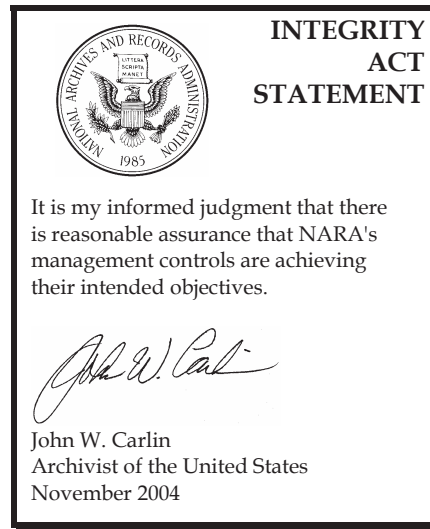 NATIONAL ARCHIVES AND RECORDS ADMINISTRATION
LITTERA
SCRIPTA
MANET
1985
INTEGRITY
ACT
STATEMENT
It is my informed judgment that there
is reasonable assurance that NARA's
management controls are achieving
their intended objectives.
John W. Carlin
John W. Carlin
Archivist of the United States
November 2004